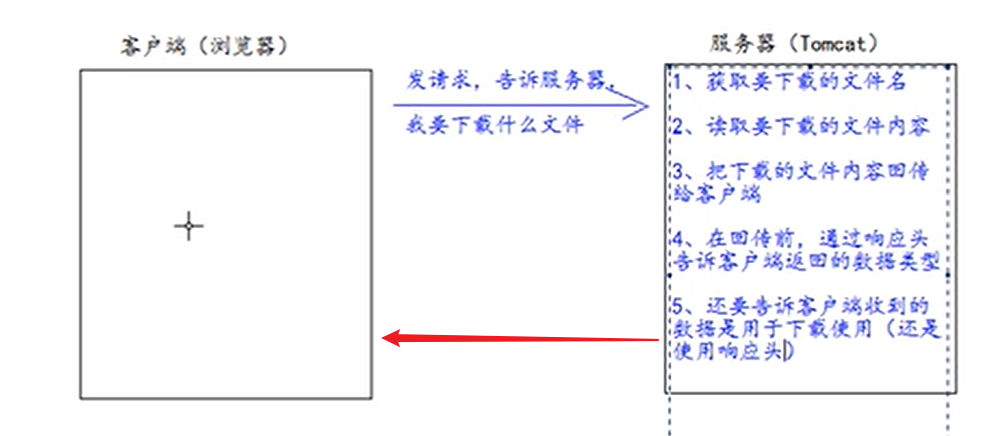 客户端（浏览器）
服务器（Tomcat）
发请求，告诉服务器，
我要下载什么文件
1、获取要下载的文件名
2、读取要下载的文件内容
3、把下载的文件内容回传
给客户端
4、在回传前，通过响应头
告诉客户端返回的数据类型
5、还要告诉客户端收到的
数据是用于下载使用（还是
使用响应头）